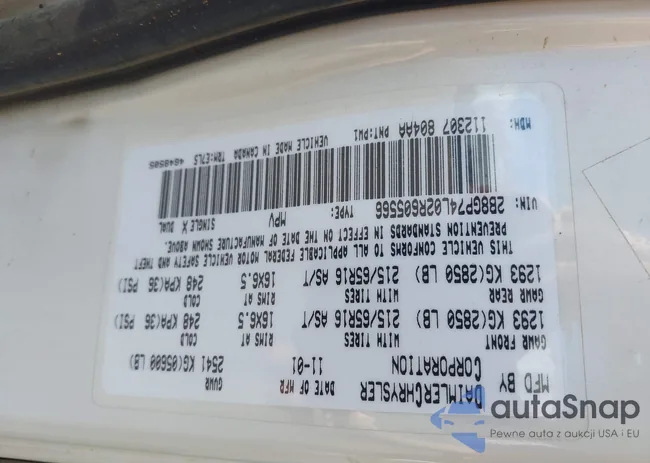 MFD BY DAIMLERCHRYSLER CORPORATION DATE OF MFR 11-01 GVWR 2541 KG(05600 LB)
GAWR FRONT WITH TIRES RIMS AT COLD
1293 KG(2850 LB) 215/65R16 AS/T 16X6.5 248 KPA(36 PSI)
GAWR REAR WITH TIRES RIMS AT COLD
1293 KG(2850 LB) 215/65R16 AS/T 16X6.5 248 KPA(36 PSI)
THIS VEHICLE CONFORMS TO ALL APPLICABLE FEDERAL MOTOR VEHICLE SAFETY AND THEFT
PREVENTION STANDARDS IN EFFECT ON THE DATE OF MANUFACTURE SHOWN ABOVE.
VIN: 2B8GP74L02R605566 TYPE: MPV SINGLE X DUAL
MDH: 112307 804AA PNT:PW1 VEHICLE MADE IN CANADA TRM:E7L5 4648505
autaSnap
Pewne auta z aukcji USA i EU